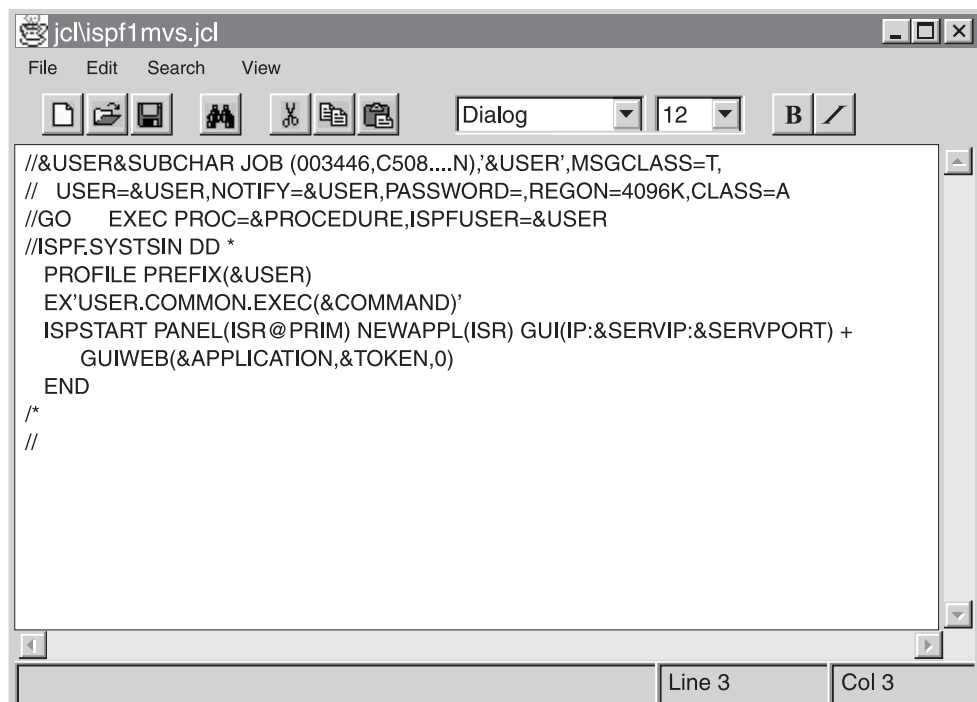 jcl\ispf1mvs.jcl
File Edit Search View
Dialog 12 B I
//&USER&SUBCHAR JOB (003446,C508....N),'&USER',MSGCLASS=T,
// USER=&USER,NOTIFY=&USER,PASSWORD=,REGON=4096K,CLASS=A
//GO EXEC PROC=&PROCEDURE,ISPFUSER=&USER
//ISPF.SYSTSIN DD *
PROFILE PREFIX(&USER)
EX'USER.COMMON.EXEC(&COMMAND)'
ISPSTART PANEL(ISR@PRIM) NEWAPPL(ISR) GUI(IP:&SERVIP:&SERVPORT) +
GUIWEB(&APPLICATION,&TOKEN,0)
END
/*
//
Line 3 Col 3